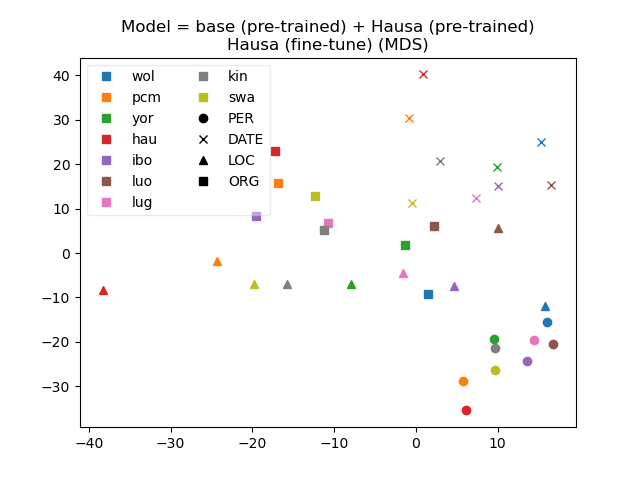 Model = base (pre-trained) + Hausa (pre-trained)
Hausa (fine-tune) (MDS)
wol
pcm
yor
hau
ibo
luo
lug
kin
swa
PER
DATE
LOC
ORG
40
30
20
10
0
−10
−20
−30
−40
−30
−20
−10
0
10